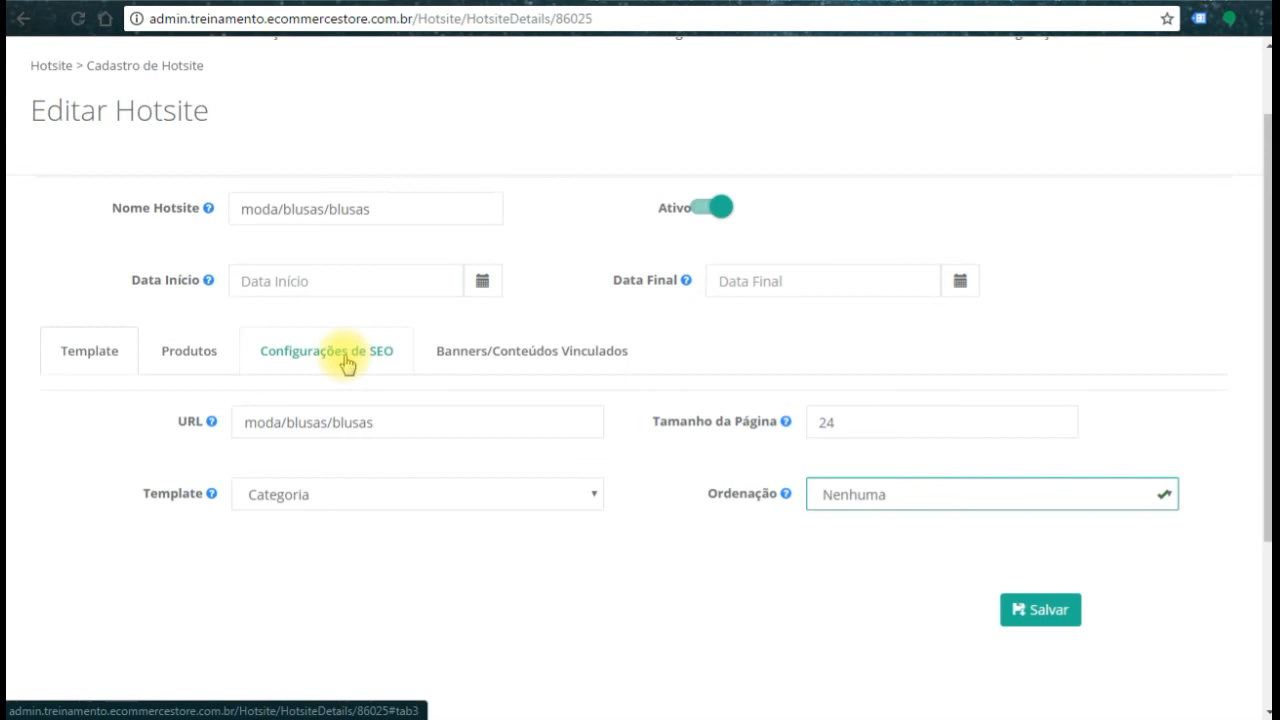 admin.treinamento.ecommercestore.com.br/Hotsite/HotsiteDetails/86025
Hotsite > Cadastro de Hotsite
Editar Hotsite
Nome Hotsite ? moda/blusas/blusas Ativo
Data Início ? Data Início Data Final ? Data Final
Template Produtos Configurações de SEO Banners/Conteúdos Vinculados
URL ? moda/blusas/blusas Tamanho da Página ? 24
Template ? Categoria Ordenação ? Nenhuma
Salvar
admin.treinamento.ecommercestore.com.br/Hotsite/HotsiteDetails/86025#tab3